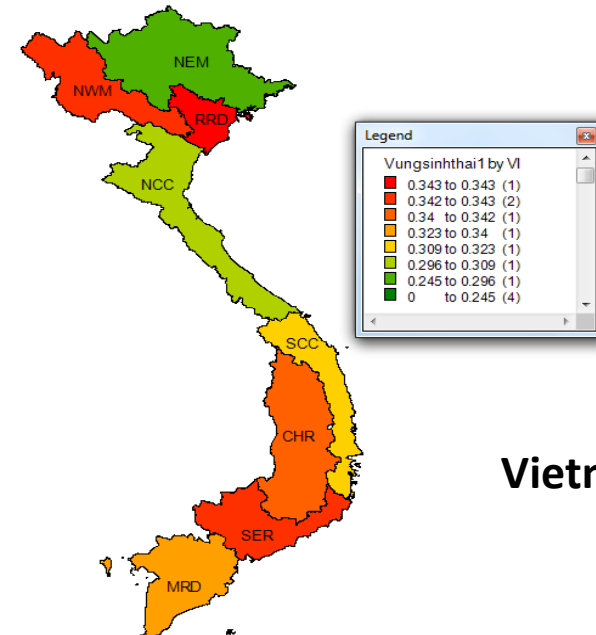 NEM
NWM
RRD
NCC
Legend
Vungsinhthai1 by VI
0.343 to 0.343 (1)
0.342 to 0.343 (2)
0.34 to 0.342 (1)
0.323 to 0.34 (1)
0.309 to 0.323 (1)
0.296 to 0.309 (1)
0.245 to 0.296 (1)
0 to 0.245 (4)
SCC
CHR
Vietr
SER
MRD